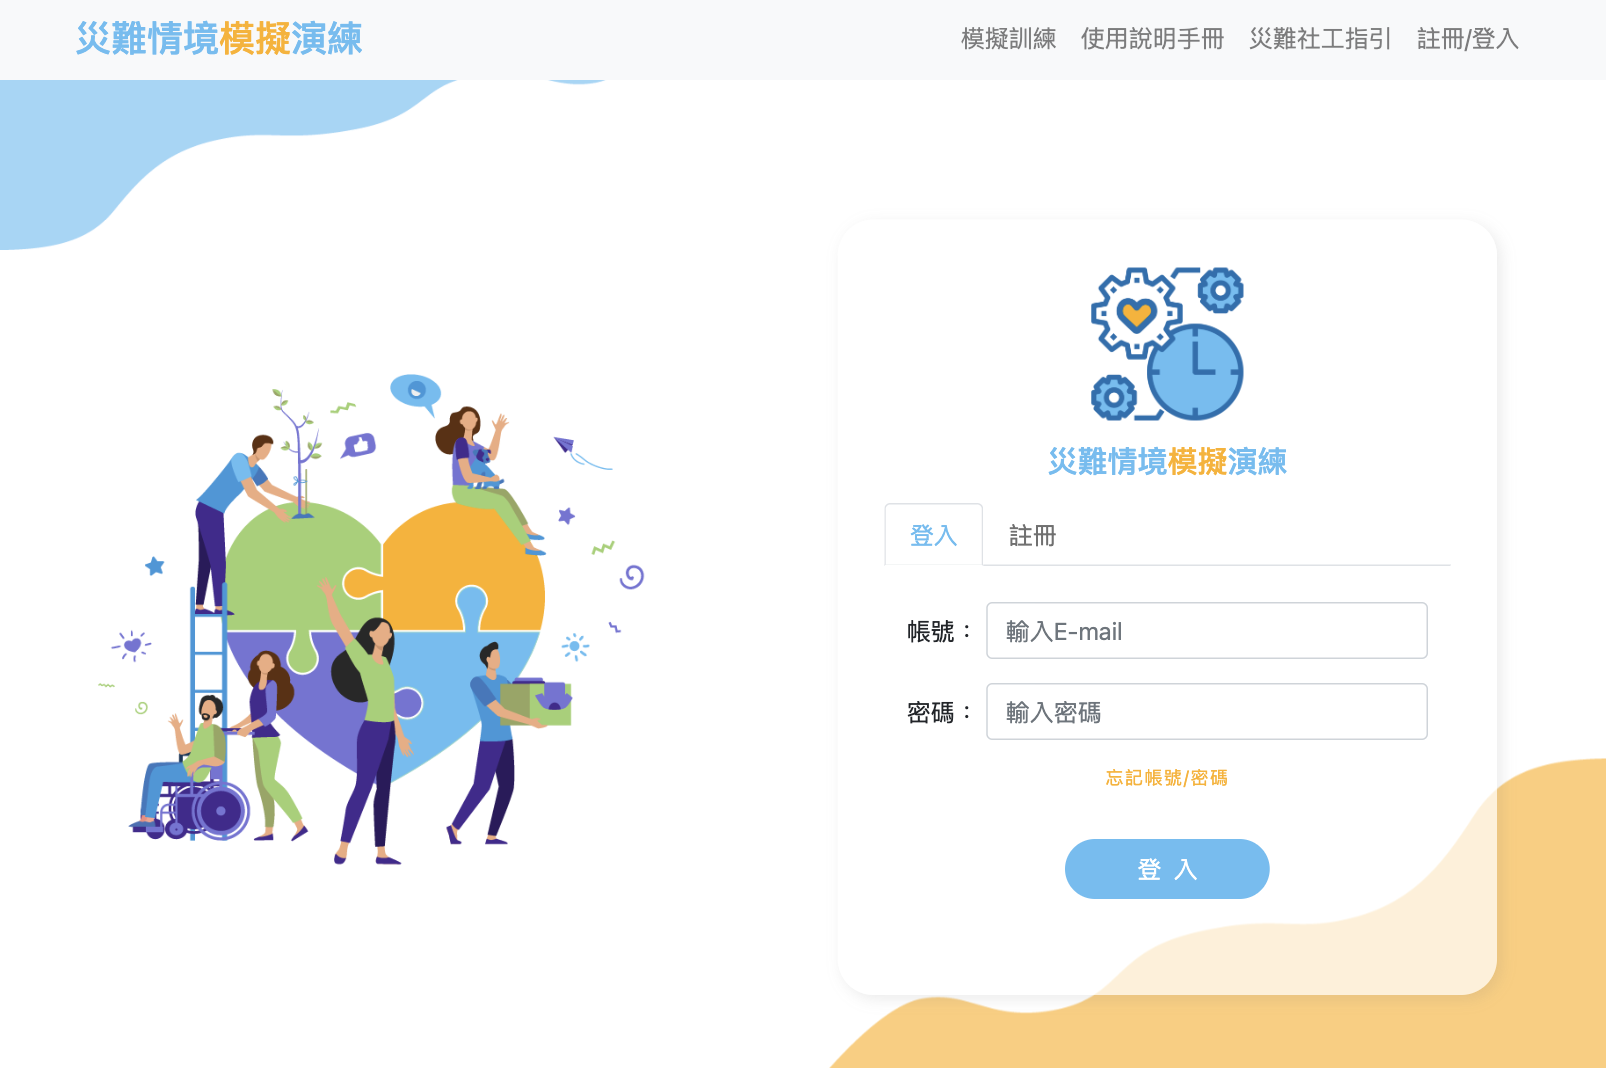 災難情境模擬演練
模擬訓練 使用說明手冊 災難社工指引 註冊/登入
災難情境模擬演練
登入 註冊
帳號： 輸入E-mail
密碼： 輸入密碼
忘記帳號/密碼
登 入